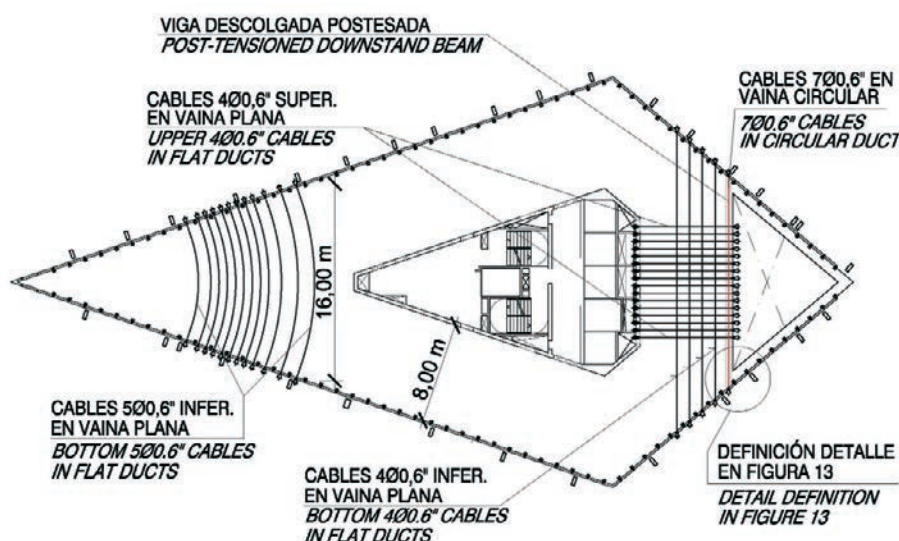 VIGA DESCOLGADA POSTESADA
POST-TENSIONED DOWNSTAND BEAM
CABLES 4Ø0,6" SUPER.
EN VAINA PLANA
UPPER 4Ø0.6" CABLES
IN FLAT DUCTS
CABLES 7Ø0,6" EN
VAINA CIRCULAR
7Ø0.6" CABLES
IN CIRCULAR DUCT
16,00 m
8,00 m
CABLES 5Ø0,6" INFER.
EN VAINA PLANA
BOTTOM 5Ø0.6" CABLES
IN FLAT DUCTS
CABLES 4Ø0,6" INFER.
EN VAINA PLANA
BOTTOM 4Ø0.6" CABLES
IN FLAT DUCTS
DEFINICIÓN DETALLE
EN FIGURA 13
DETAIL DEFINITION
IN FIGURE 13